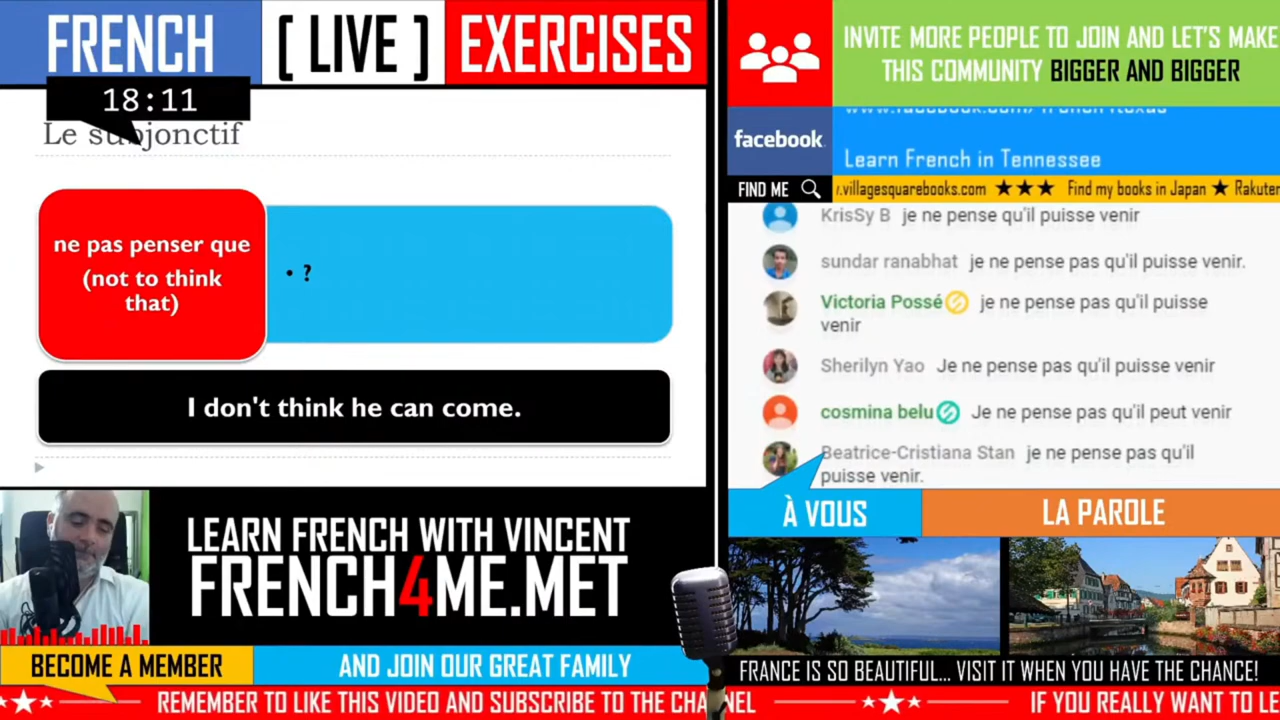 FRENCH
[ LIVE ]
EXERCISES
18:11
Le subjonctif
ne pas penser que
(not to think
that)
• ?
I don't think he can come.
LEARN FRENCH WITH VINCENT
FRENCH4ME.MET
BECOME A MEMBER
AND JOIN OUR GREAT FAMILY
REMEMBER TO LIKE THIS VIDEO AND SUBSCRIBE TO THE CHANNEL
INVITE MORE PEOPLE TO JOIN AND LET'S MAKE
THIS COMMUNITY BIGGER AND BIGGER
facebook
Learn French in Tennessee
FIND ME
.villagesquarebooks.com ★★★ Find my books in Japan ★ Rakuten
KrisSy B je ne pense qu'il puisse venir
sundar ranabhat je ne pense pas qu'il puisse venir.
Victoria Possé je ne pense pas qu'il puisse
venir
Sherilyn Yao Je ne pense pas qu'il puisse venir
cosmina belu Je ne pense pas qu'il peut venir
Beatrice-Cristiana Stan je ne pense pas qu'il
puisse venir.
À VOUS
LA PAROLE
FRANCE IS SO BEAUTIFUL... VISIT IT WHEN YOU HAVE THE CHANCE!
IF YOU REALLY WANT TO LE